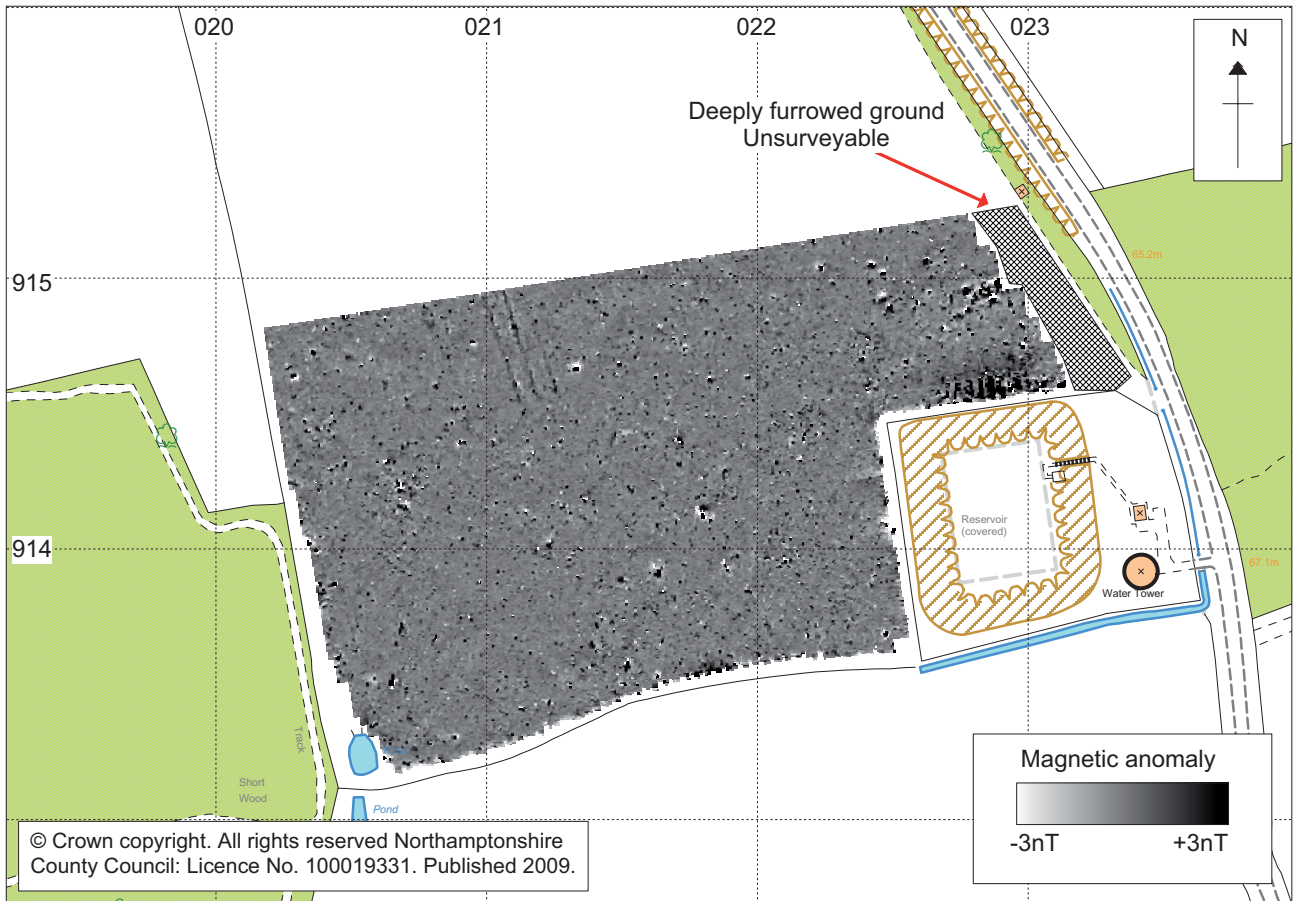 020
021
022
023
N
Deeply furrowed ground
Unsurveyable
915
65.2m
Reservoir
(covered)
914
67.1m
Water Tower
Track
Short
Wood
Pond
Magnetic anomaly
-3nT
+3nT
© Crown copyright. All rights reserved Northamptonshire
County Council: Licence No. 100019331. Published 2009.